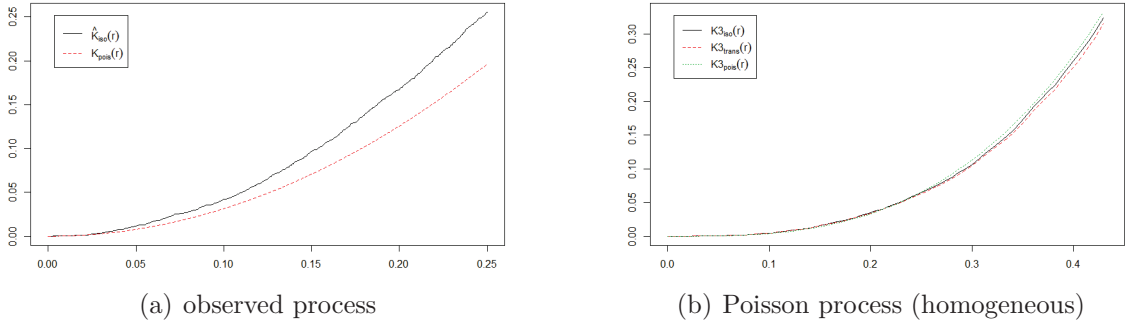 0.25
0.20
0.15
0.10
0.05
0.00
K̂iso(r)
Kpois(r)
0.00 0.05 0.10 0.15 0.20 0.25
(a) observed process
0.30
0.25
0.20
0.15
0.10
0.05
0.00
K3iso(r)
K3trans(r)
K3pois(r)
0.0 0.1 0.2 0.3 0.4
(b) Poisson process (homogeneous)